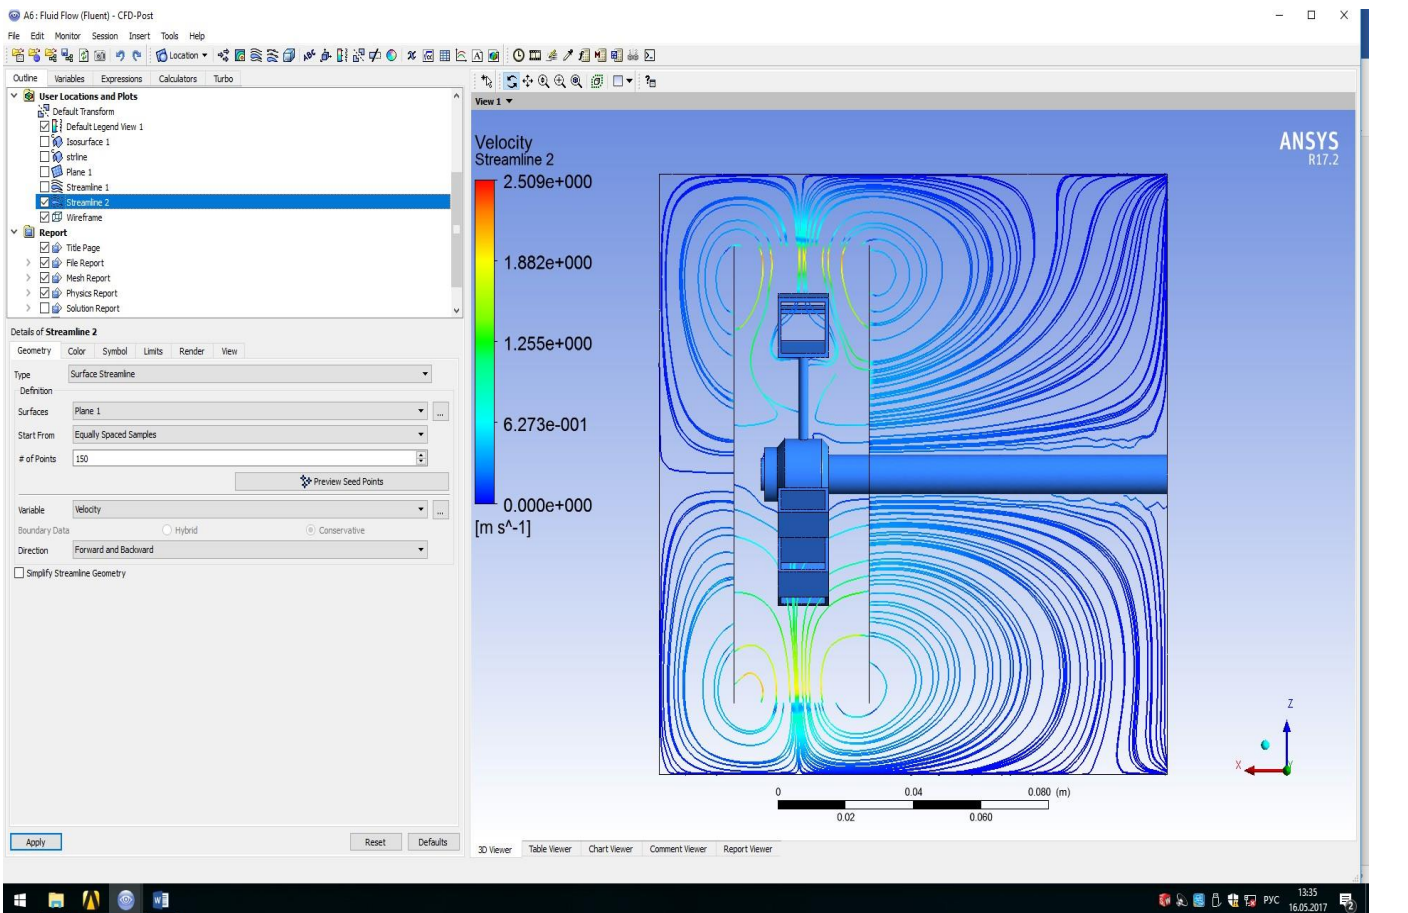 A6 : Fluid Flow (Fluent) - CFD-Post
File Edit Monitor Session Insert Tools Help
Location
Outline Variables Expressions Calculators Turbo
User Locations and Plots
Default Transform
Default Legend View 1
Isosurface 1
strline
Plane 1
Streamline 1
Streamline 2
Wireframe
Report
Title Page
File Report
Mesh Report
Physics Report
Solution Report
Details of Streamline 2
Geometry Color Symbol Limits Render View
Type Surface Streamline
Definition
Surfaces Plane 1 ...
Start From Equally Spaced Samples
# of Points 150
Preview Seed Points
Variable Velocity ...
Boundary Data Hybrid Conservative
Direction Forward and Backward
Simplify Streamline Geometry
Apply Reset Defaults
View 1
Velocity
Streamline 2
2.509e+000
1.882e+000
1.255e+000
6.273e-001
0.000e+000
[m s^-1]
ANSYS
R17.2
Z
X
Y
0 0.04 0.080 (m)
0.02 0.060
3D Viewer Table Viewer Chart Viewer Comment Viewer Report Viewer
РУС
13:35
16.05.2017
2